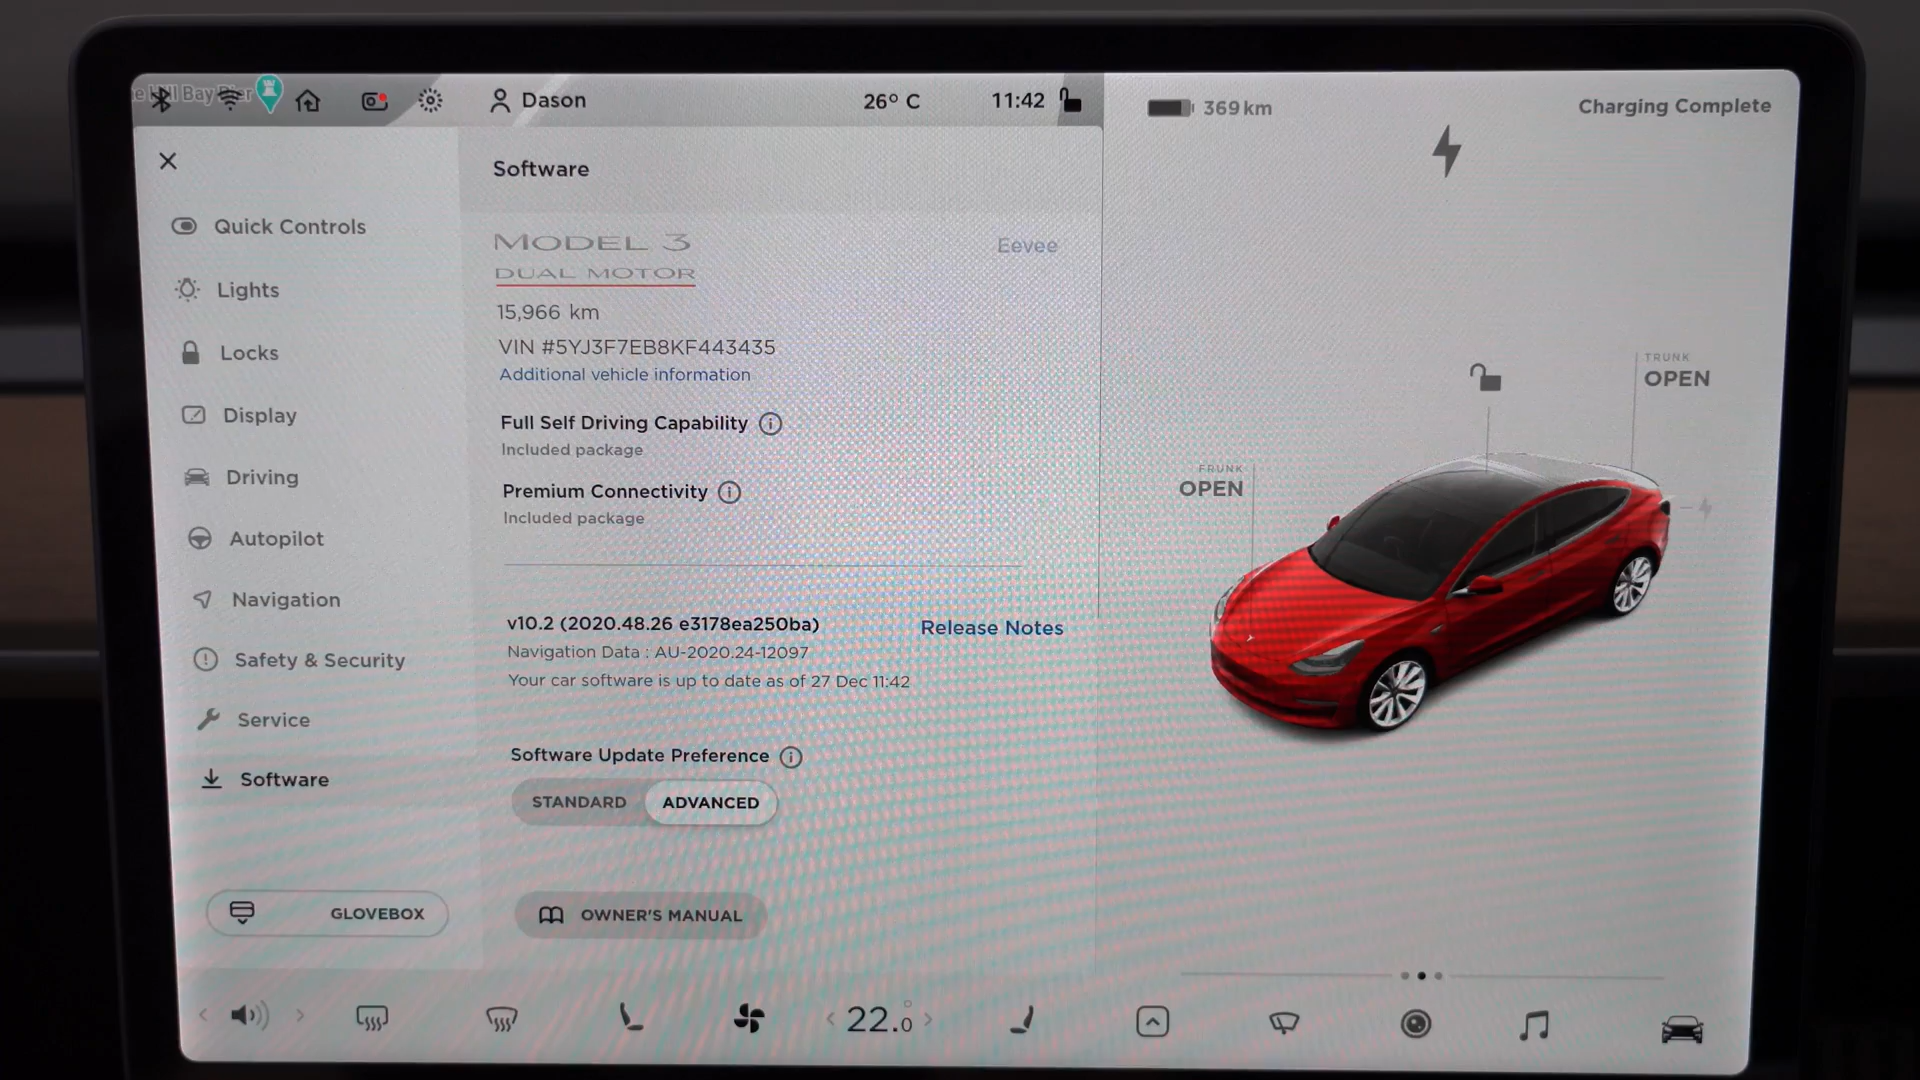 Bay
Dason
26° C
11:42
369 km
Charging Complete
Software
Quick Controls
Lights
Locks
Display
Driving
Autopilot
Navigation
Safety & Security
Service
Software
GLOVEBOX
MODEL 3
DUAL MOTOR
Eevee
15,966 km
VIN #5YJ3F7EB8KF443435
Additional vehicle information
Full Self Driving Capability
Included package
Premium Connectivity
Included package
v10.2 (2020.48.26 e3178ea250ba)
Release Notes
Navigation Data : AU-2020.24-12097
Your car software is up to date as of 27 Dec 11:42
Software Update Preference
STANDARD ADVANCED
OWNER'S MANUAL
TRUNK
OPEN
FRUNK
OPEN
22.0